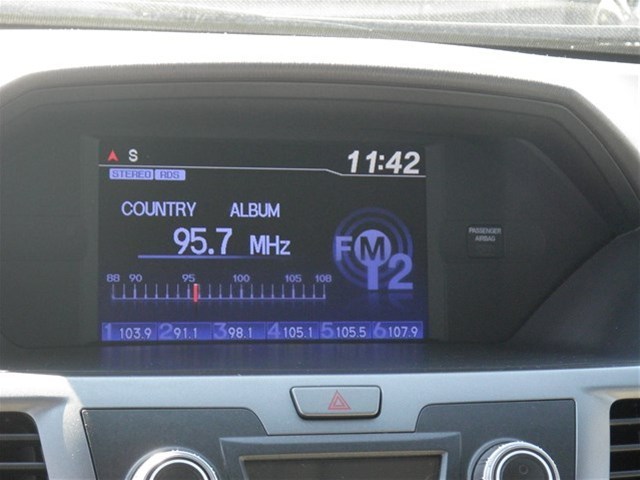 S 11:42
STEREO RDS
COUNTRY ALBUM
95.7 MHz
FM
12
88 90 95 100 105 108
1 103.9 2 91.1 3 98.1 4 105.1 5 105.5 6 107.9
PASSENGER
AIRBAG